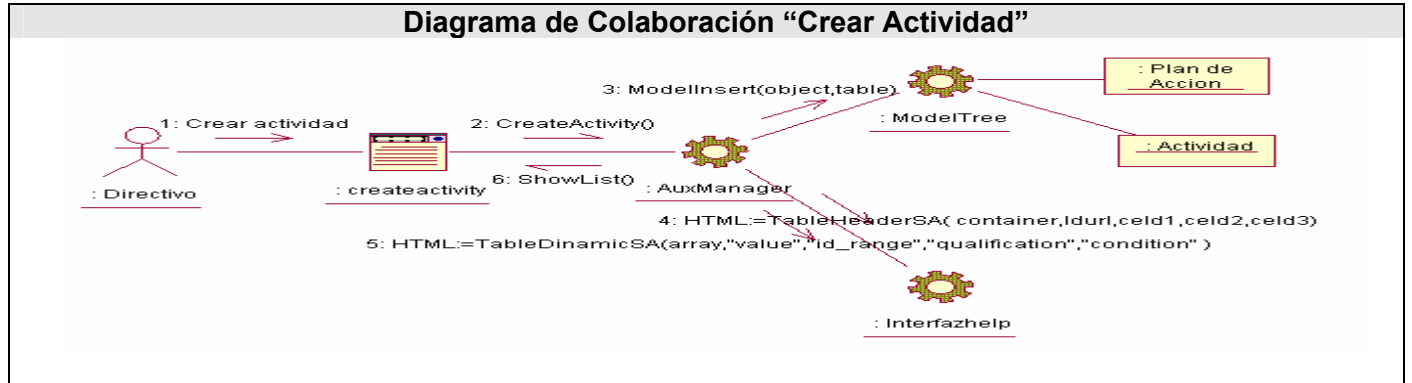 Diagrama de Colaboración “Crear Actividad”
: Plan de
Accion
3: ModelInsert(object,table)
: ModelTree
1: Crear actividad
2: CreateActivity()
: Actividad
6: ShowList()
: Directivo
: createactivity
: AuxManager
4: HTML:=TableHeaderSA( container,Idurl,celd1,celd2,celd3)
5: HTML:=TableDinamicSA(array,"value","id_range","qualification","condition" )
: Interfazhelp